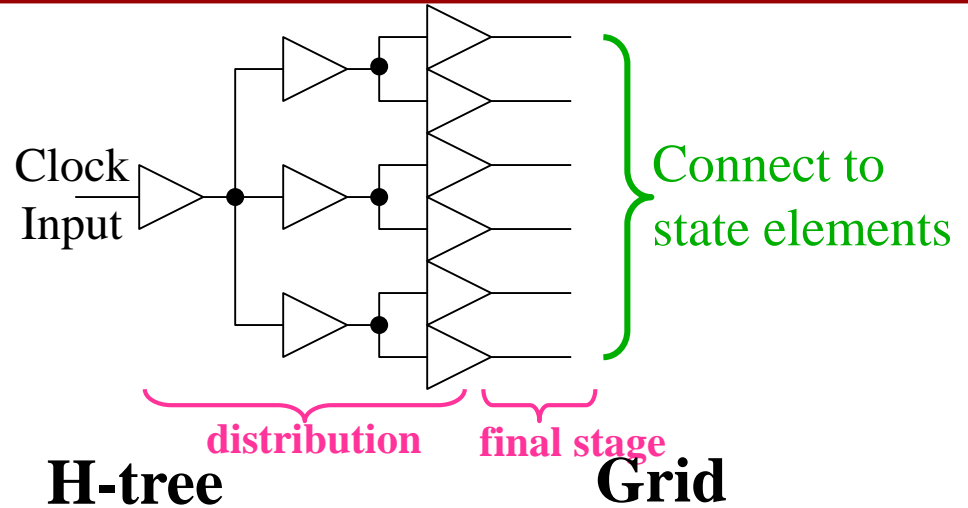 Clock
Input
Connect to
state elements
distribution
final stage
H-tree
Grid